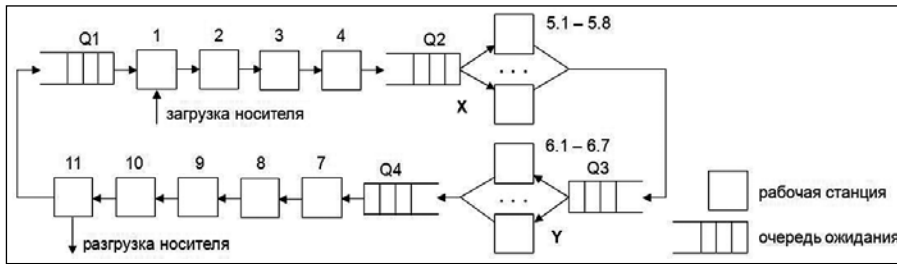 Q1 1 2 3 4 Q2 5.1 – 5.8
X
загрузка носителя
6.1 – 6.7
11 10 9 8 7 Q4 Q3
рабочая станция
Y
разгрузка носителя
очередь ожидания